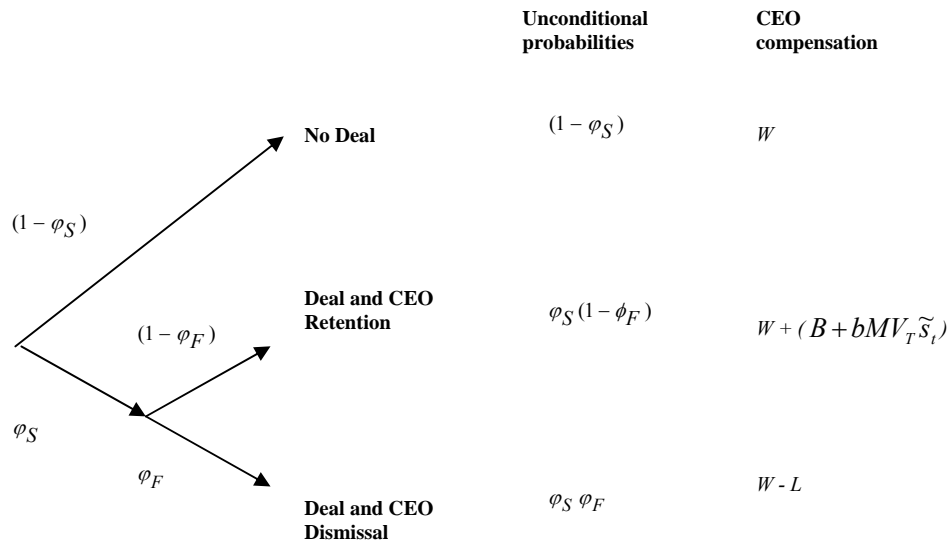 Unconditional
probabilities
CEO
compensation
No Deal
(1 − φS)
W
(1 − φS)
Deal and CEO
Retention
(1 − φF)
φS (1 − ϕF)
W + ( B + bMVT s̃t )
φS
φF
Deal and CEO
Dismissal
φS φF
W - L